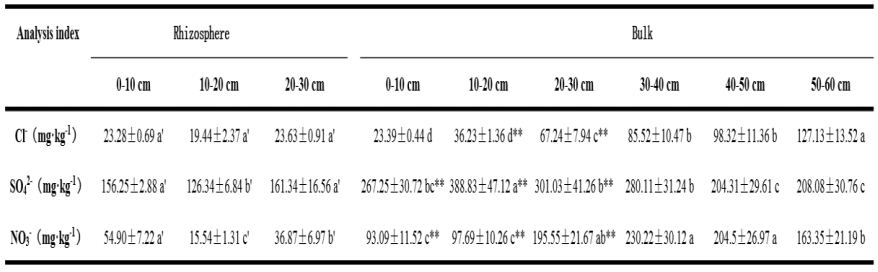 Analysis index Rhizosphere Bulk
0-10 cm 10-20 cm 20-30 cm 0-10 cm 10-20 cm 20-30 cm 30-40 cm 40-50 cm 50-60 cm
Cl⁻ (mg·kg⁻¹) 23.28±0.69 a' 19.44±2.37 a' 23.63±0.91 a' 23.39±0.44 d 36.23±1.36 d** 67.24±7.94 c** 85.52±10.47 b 98.32±11.36 b 127.13±13.52 a
SO₄²⁻ (mg·kg⁻¹) 156.25±2.88 a' 126.34±6.84 b' 161.34±16.56 a' 267.25±30.72 bc** 388.83±47.12 a** 301.03±41.26 b** 280.11±31.24 b 204.31±29.61 c 208.08±30.76 c
NO₃⁻ (mg·kg⁻¹) 54.90±7.22 a' 15.54±1.31 c' 36.87±6.97 b' 93.09±11.52 c** 97.69±10.26 c** 195.55±21.67 ab** 230.22±30.12 a 204.5±26.97 a 163.35±21.19 b